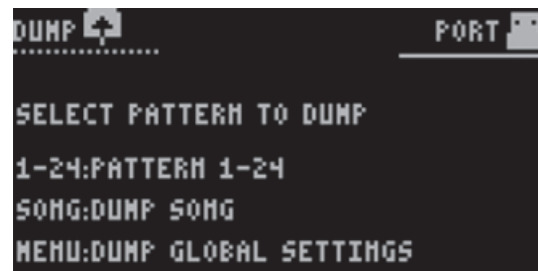 DUMP PORT
SELECT PATTERN TO DUMP
1-24:PATTERN 1-24
SONG:DUMP SONG
MENU:DUMP GLOBAL SETTINGS